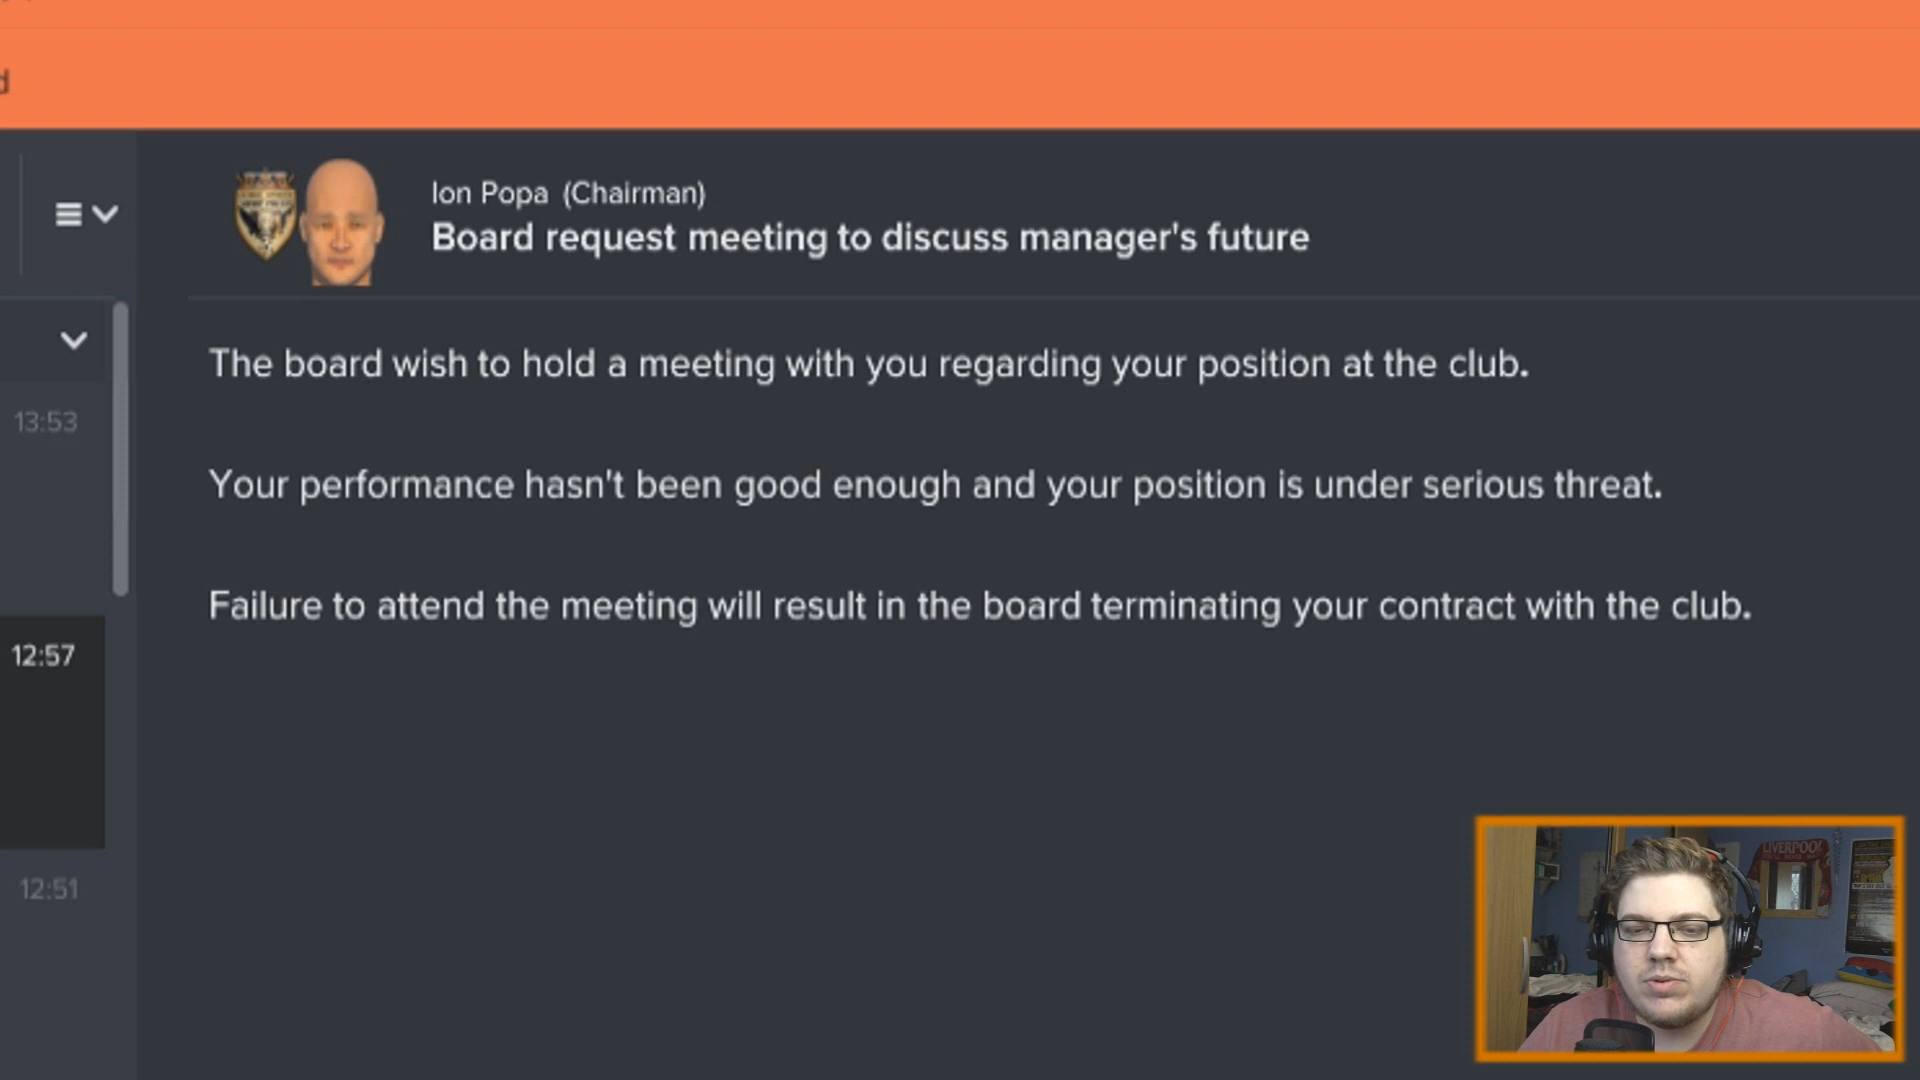 d
Ion Popa (Chairman)
Board request meeting to discuss manager's future
The board wish to hold a meeting with you regarding your position at the club.
13:53
Your performance hasn't been good enough and your position is under serious threat.
Failure to attend the meeting will result in the board terminating your contract with the club.
12:57
12:51
LIVERPOOL